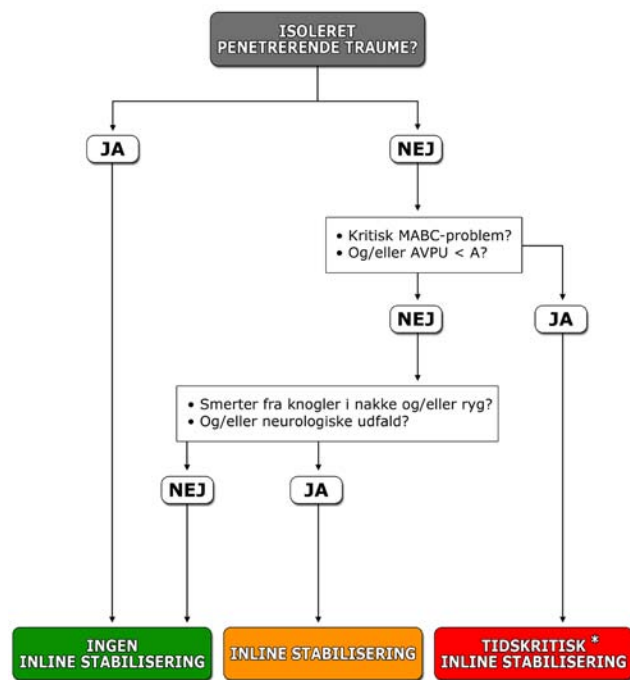 ISOLERET
PENETRERENDE TRAUME?
JA
NEJ
• Kritisk MABC-problem?
• Og/eller AVPU < A?
NEJ
JA
• Smerter fra knogler i nakke og/eller ryg?
• Og/eller neurologiske udfald?
NEJ
JA
INGEN
INLINE STABILISERING
INLINE STABILISERING
TIDSKRITISK *
INLINE STABILISERING